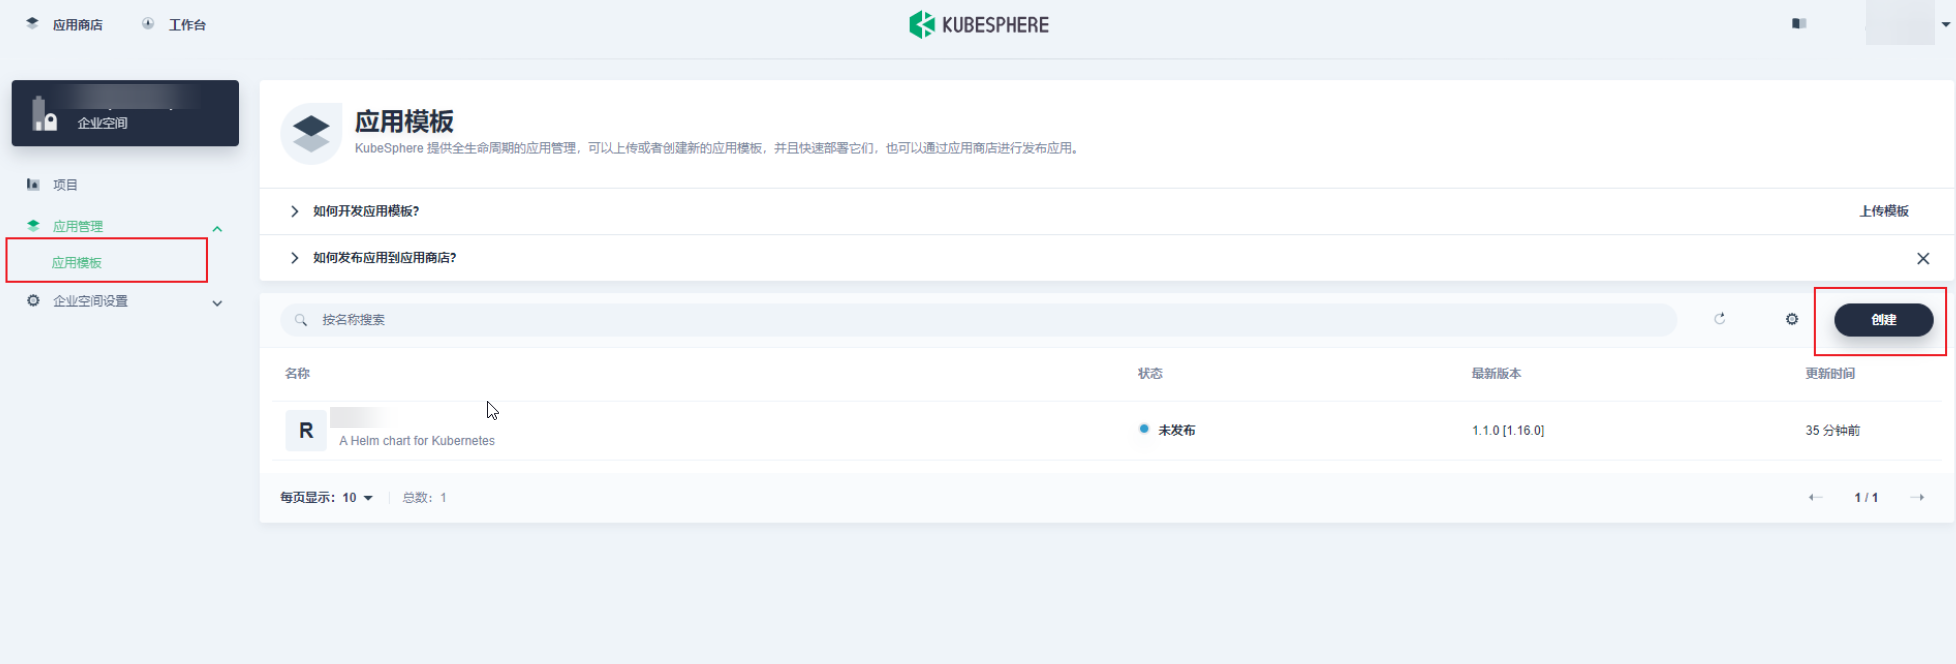 应用商店 工作台 KUBESPHERE
企业空间
项目
应用管理
应用模板
企业空间设置
应用模板
KubeSphere 提供全生命周期的应用管理，可以上传或者创建新的应用模板，并且快速部署它们，也可以通过应用商店进行发布应用。
如何开发应用模板? 上传模板
如何发布应用到应用商店?
按名称搜索 创建
名称 状态 最新版本 更新时间
R
A Helm chart for Kubernetes 未发布 1.1.0 [1.16.0] 35 分钟前
每页显示：10 总数：1 1 / 1